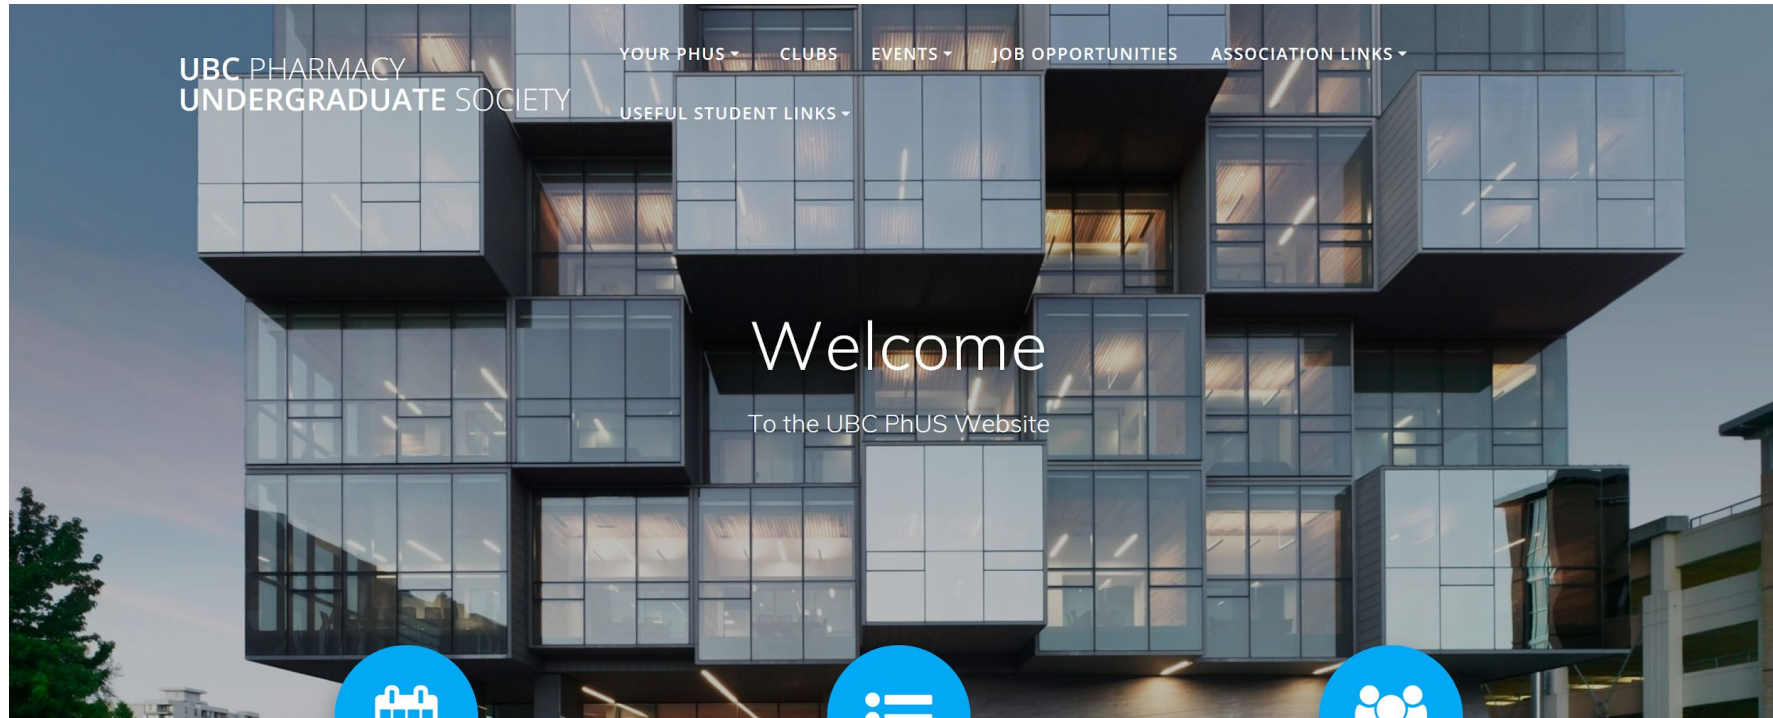 UBC PHARMACY
UNDERGRADUATE SOCIETY
YOUR PHUS
CLUBS
EVENTS
JOB OPPORTUNITIES
ASSOCIATION LINKS
USEFUL STUDENT LINKS
Welcome
To the UBC PhUS Website